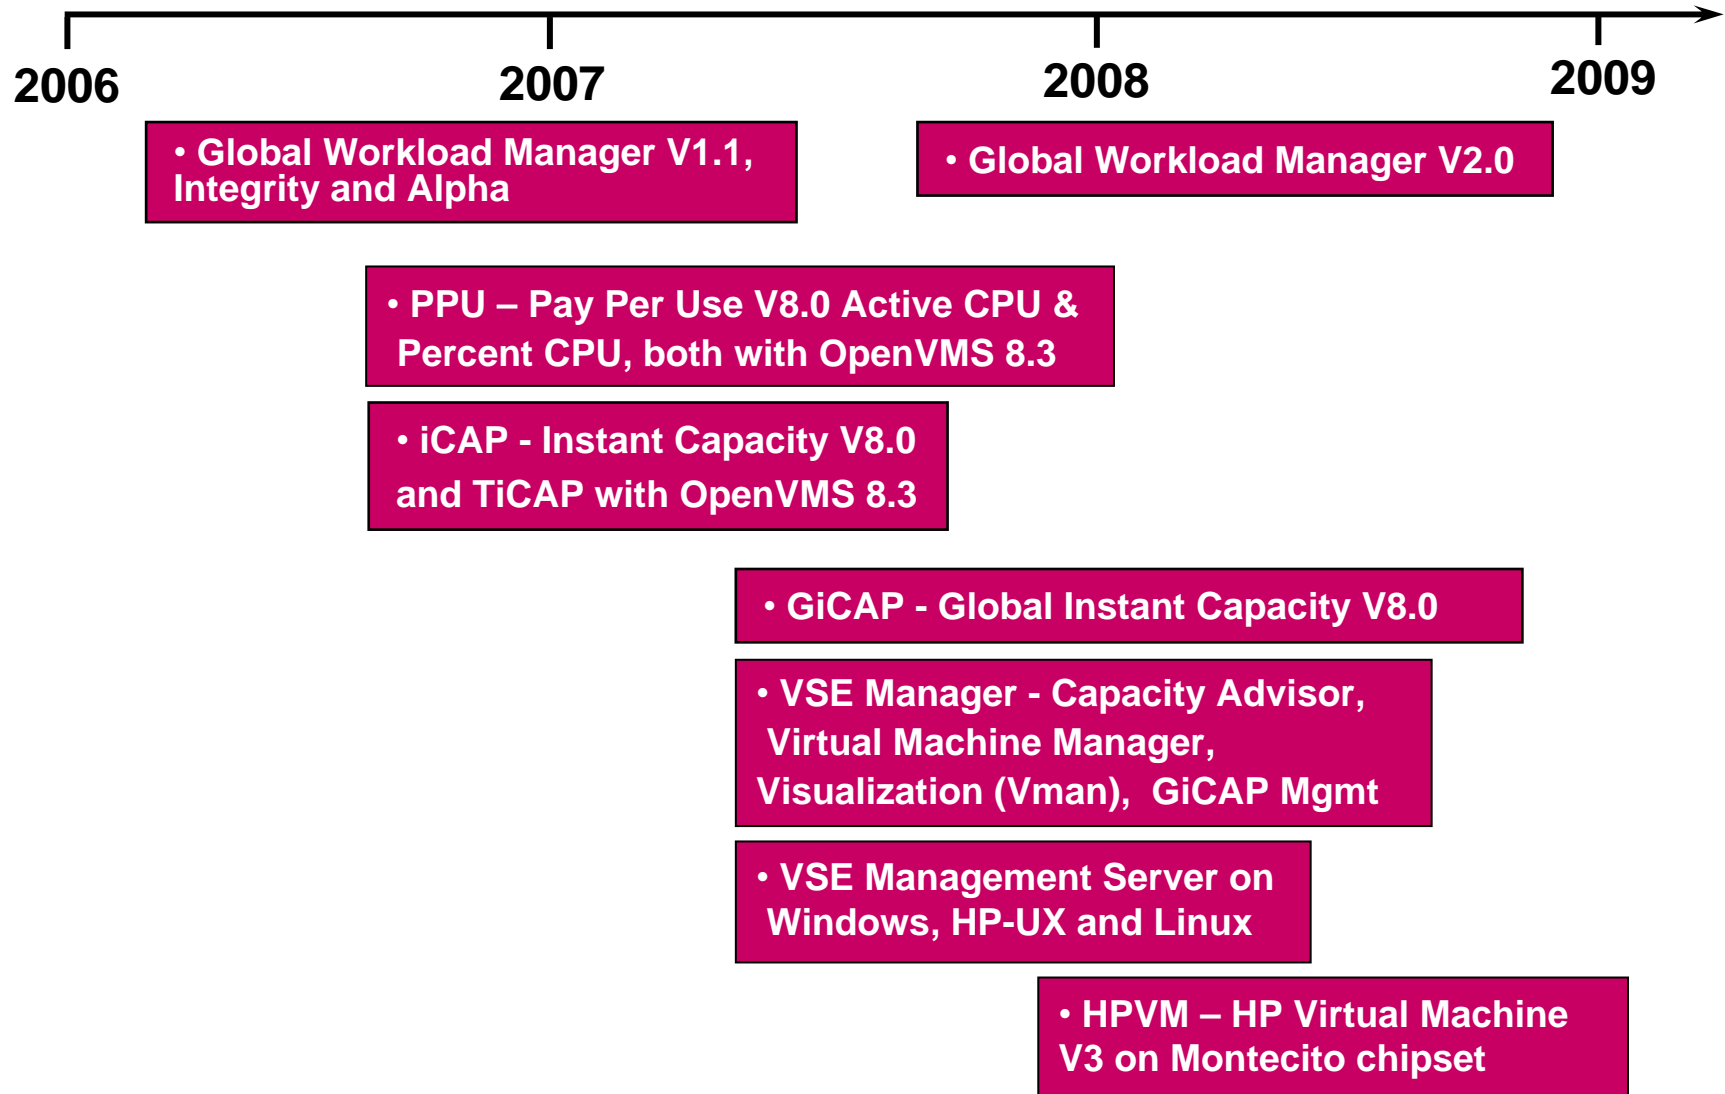 2006
2007
2008
2009
• Global Workload Manager V1.1,
Integrity and Alpha
• Global Workload Manager V2.0
• PPU – Pay Per Use V8.0 Active CPU &
Percent CPU, both with OpenVMS 8.3
• iCAP - Instant Capacity V8.0
and TiCAP with OpenVMS 8.3
• GiCAP - Global Instant Capacity V8.0
• VSE Manager - Capacity Advisor,
Virtual Machine Manager,
Visualization (Vman), GiCAP Mgmt
• VSE Management Server on
Windows, HP-UX and Linux
• HPVM – HP Virtual Machine
V3 on Montecito chipset